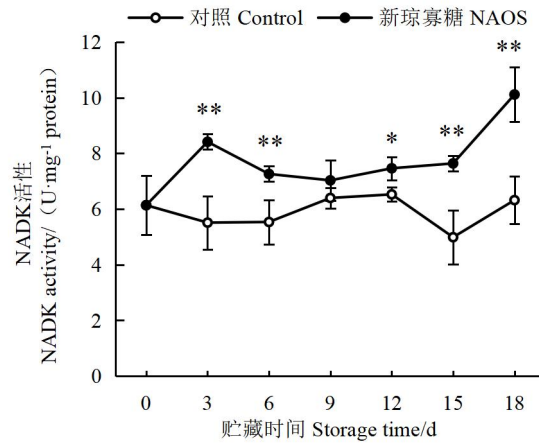 对照 Control 新琼寡糖 NAOS
NADK活性
NADK activity/（U·mg⁻¹ protein）
12
10
8
6
4
2
0
**
**
*
**
**
0 3 6 9 12 15 18
贮藏时间 Storage time/d